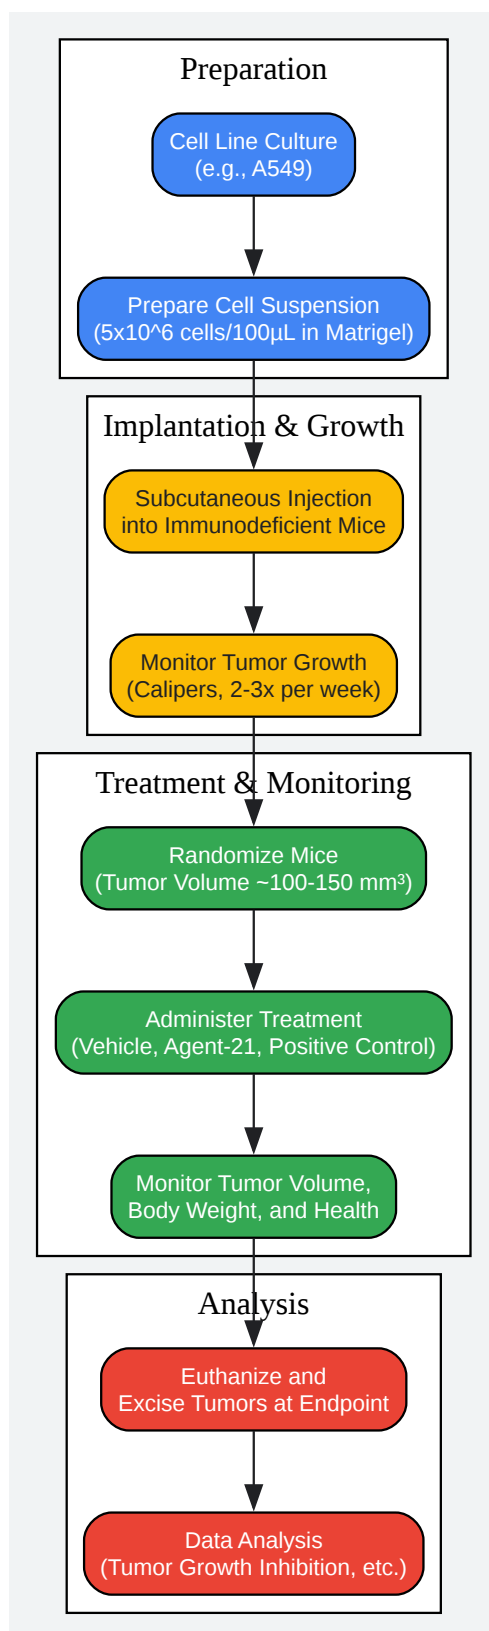 Preparation
Cell Line Culture
(e.g., A549)
Prepare Cell Suspension
(5x10^6 cells/100µL in Matrigel)
Implantation & Growth
Subcutaneous Injection
into Immunodeficient Mice
Monitor Tumor Growth
(Calipers, 2-3x per week)
Treatment & Monitoring
Randomize Mice
(Tumor Volume ~100-150 mm³)
Administer Treatment
(Vehicle, Agent-21, Positive Control)
Monitor Tumor Volume,
Body Weight, and Health
Analysis
Euthanize and
Excise Tumors at Endpoint
Data Analysis
(Tumor Growth Inhibition, etc.)